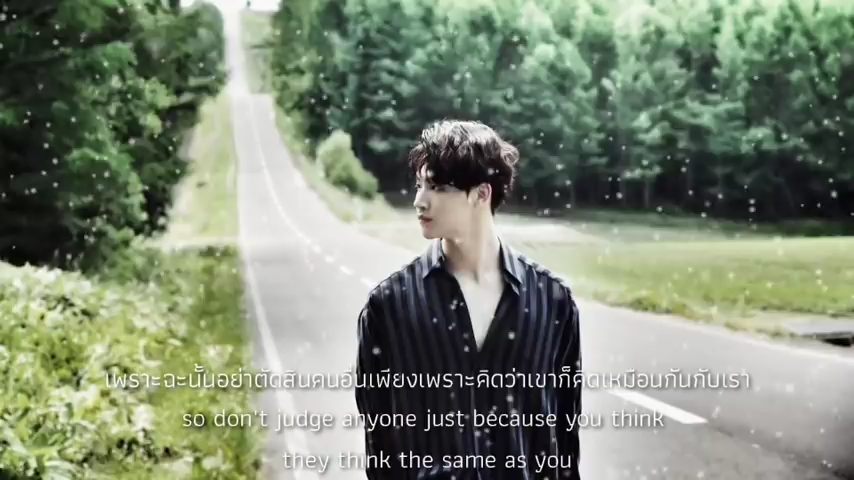 เพราะฉะนั้นอย่าตัดสินคนอื่นเพียงเพราะคิดว่าเขาก็คิดเหมือนกันกับเรา
so don't judge anyone just because you think
they think the same as you